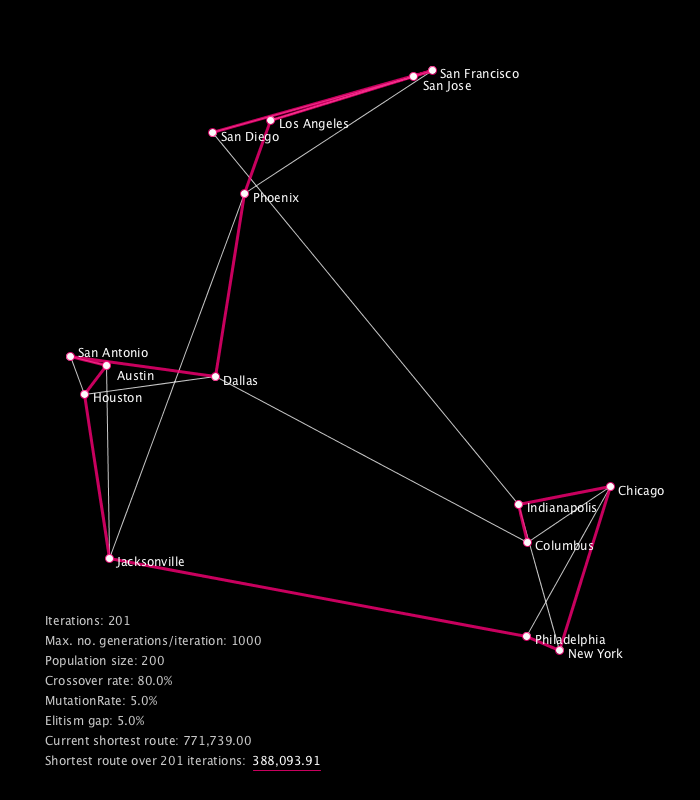 San Francisco
San Jose
Los Angeles
San Diego
Phoenix
San Antonio
Austin
Dallas
Houston
Chicago
Indianapolis
Columbus
Jacksonville
Philadelphia
New York
Iterations: 201
Max. no. generations/iteration: 1000
Population size: 200
Crossover rate: 80.0%
MutationRate: 5.0%
Elitism gap: 5.0%
Current shortest route: 771,739.00
Shortest route over 201 iterations: 388,093.91